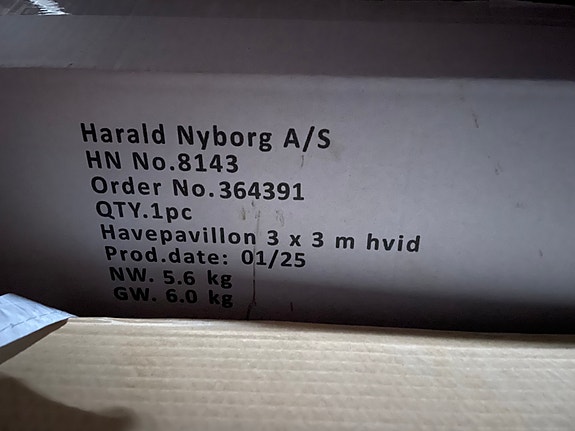 Harald Nyborg A/S
HN No.8143
Order No.364391
QTY.1pc
Havepavillon 3 x 3 m hvid
Prod.date: 01/25
NW. 5.6 kg
GW. 6.0 kg